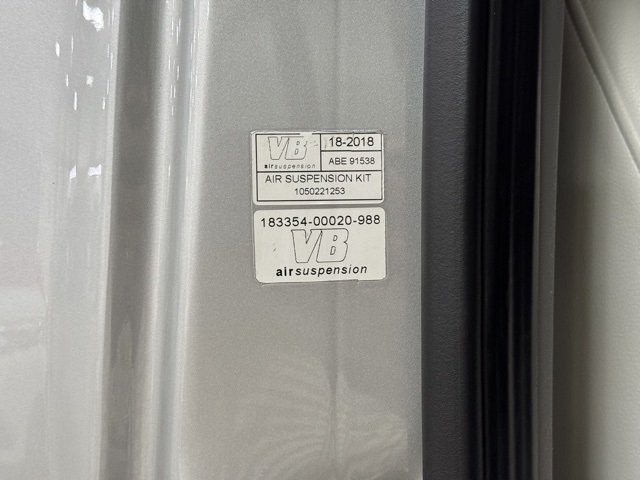 VB
airsuspension
18-2018
ABE 91538
AIR SUSPENSION KIT
1050221253
183354-00020-988
VB
airsuspension